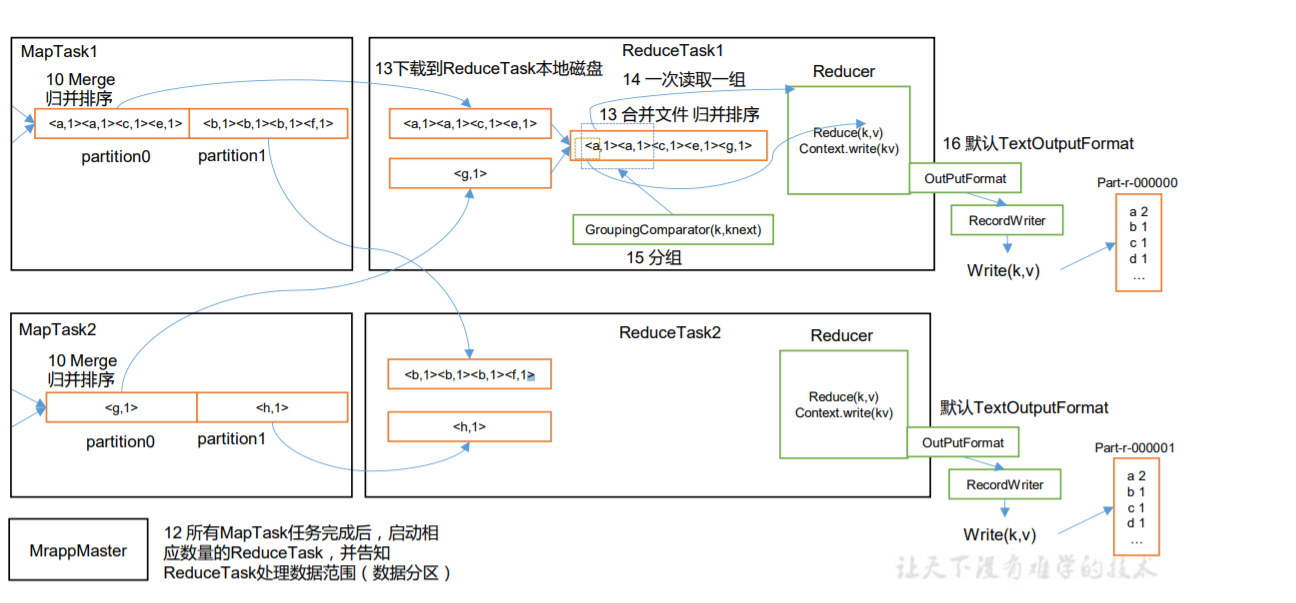 MapTask1
10 Merge
归并排序
<a,1><a,1><c,1><e,1>
<b,1><b,1><b,1><f,1>
partition0
partition1
ReduceTask1
13下载到ReduceTask本地磁盘
14 一次读取一组
Reducer
<a,1><a,1><c,1><e,1>
13 合并文件 归并排序
<a,1><a,1><c,1><e,1><g,1>
<g,1>
Reduce(k,v)
Context.write(kv)
GroupingComparator(k,knext)
15 分组
16 默认TextOutputFormat
OutPutFormat
RecordWriter
Write(k,v)
Part-r-000000
a 2
b 1
c 1
d 1
…
MapTask2
10 Merge
归并排序
<g,1>
<h,1>
partition0
partition1
ReduceTask2
Reducer
<b,1><b,1><b,1><f,1>
<h,1>
Reduce(k,v)
Context.write(kv)
默认TextOutputFormat
OutPutFormat
RecordWriter
Write(k,v)
Part-r-000001
a 2
b 1
c 1
d 1
…
MrappMaster
12 所有MapTask任务完成后，启动相
应数量的ReduceTask，并告知
ReduceTask处理数据范围（数据分区）
让天下没有难学的技术